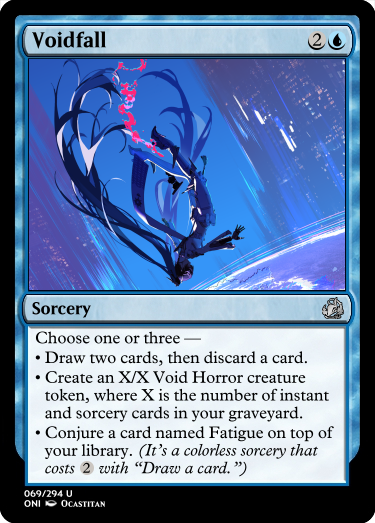 Voidfall 2
Sorcery
Choose one or three —
• Draw two cards, then discard a card.
• Create an X/X Void Horror creature
token, where X is the number of instant
and sorcery cards in your graveyard.
• Conjure a card named Fatigue on top of
your library. (It's a colorless sorcery that
costs 2 with “Draw a card.”)
069/294 U
ONI Ocastitan